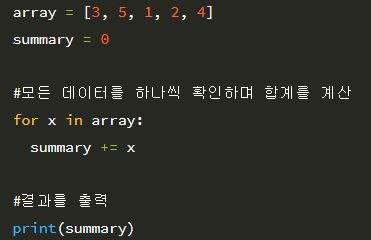 array = [3, 5, 1, 2, 4]
summary = 0
#모든 데이터를 하나씩 확인하며 합계를 계산
for x in array:
  summary += x
#결과를 출력
print(summary)